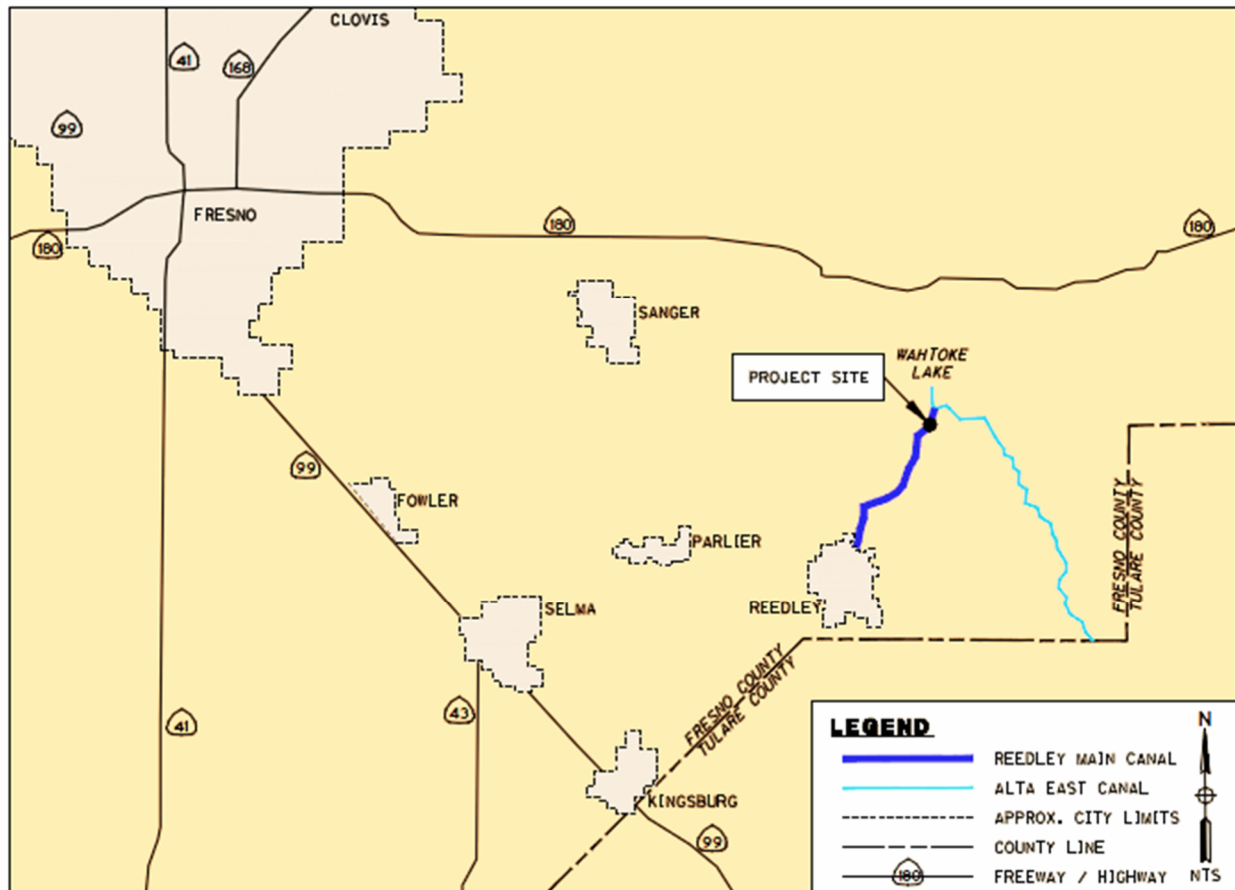 CLOVIS
41
168
99
FRESNO
180
180
180
SANGER
WAHTOKE
LAKE
PROJECT SITE
99
FOWLER
PARLIER
SELMA
REEDLEY
FRESNO COUNTY
TULARE COUNTY
FRESNO COUNTY
TULARE COUNTY
41
43
KINGSBURG
99
LEGEND
REEDLEY MAIN CANAL
ALTA EAST CANAL
APPROX. CITY LIMITS
COUNTY LINE
180
FREEWAY / HIGHWAY
N
NTS